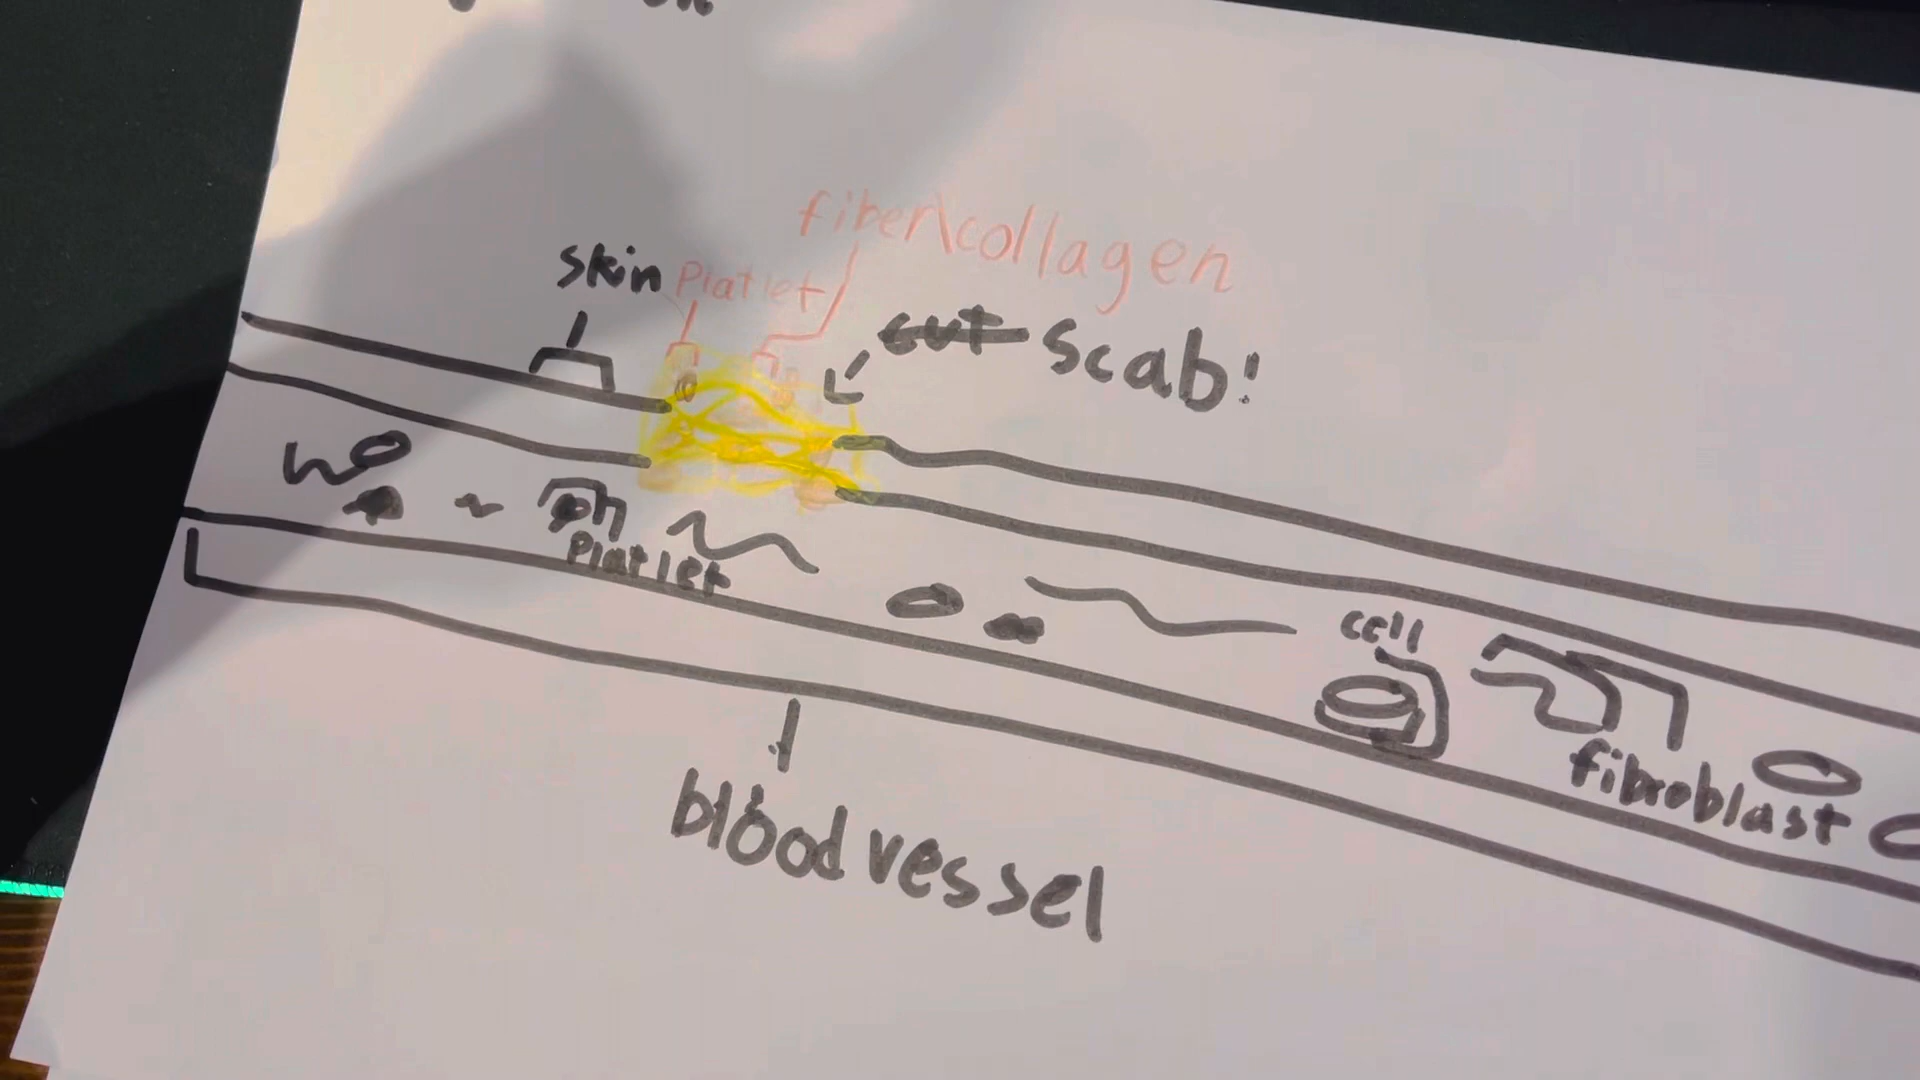 fiber\collagen
skin
Platlet
cut scab!
Platlet
cell
fibroblast
blood vessel